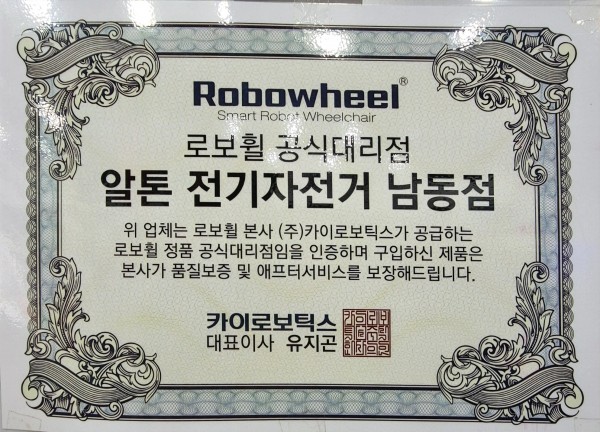 Robowheel®
Smart Robot Wheelchair
로보휠 공식대리점
알톤 전기자전거 남동점
위 업체는 로보휠 본사 (주)카이로보틱스가 공급하는
로보휠 정품 공식대리점임을 인증하며 구입하신 제품은
본사가 품질보증 및 애프터서비스를 보장해드립니다.
카이로보틱스
대표이사 유지곤